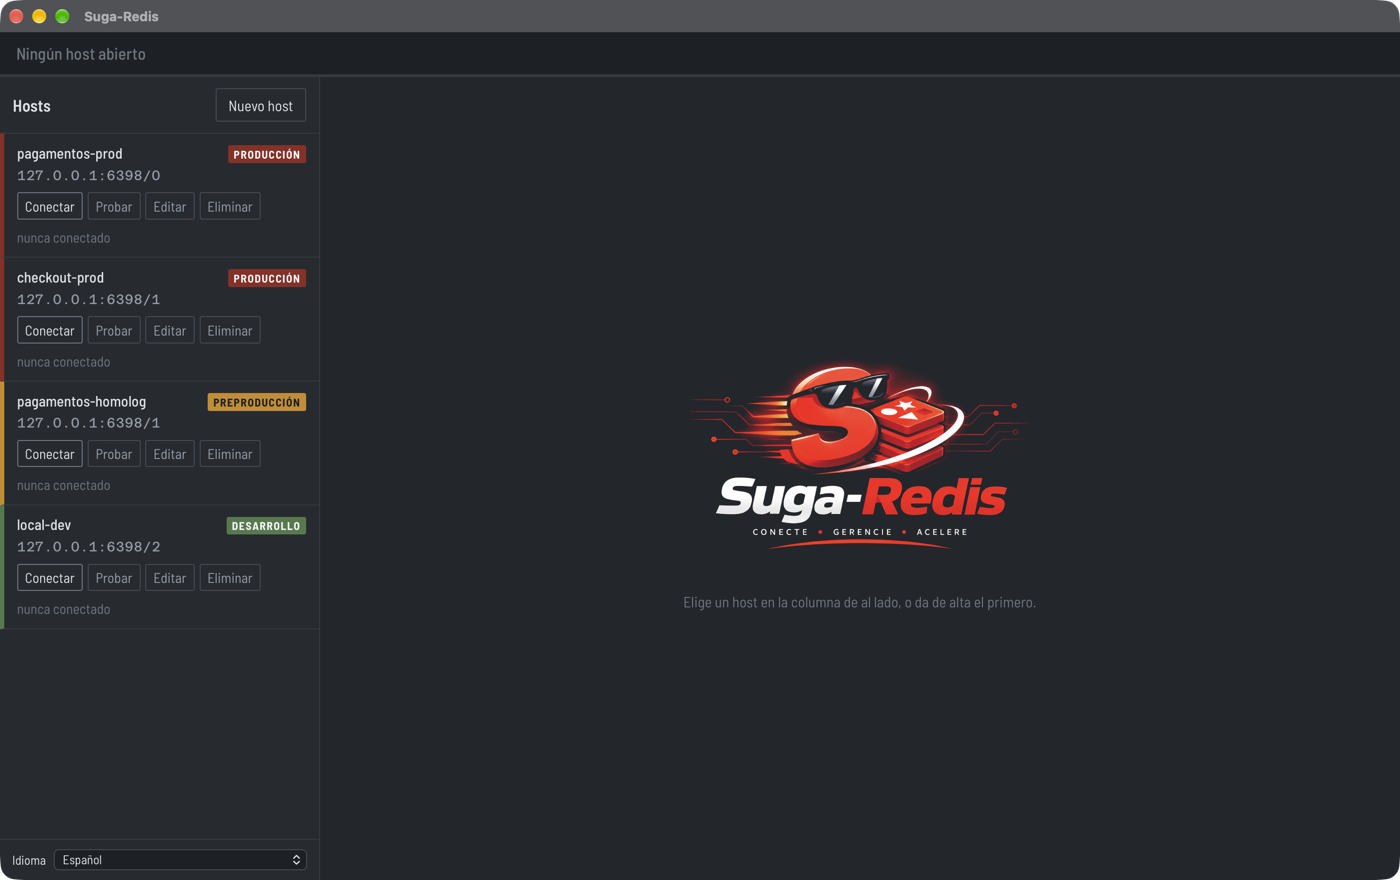 Suga-Redis
Ningún host abierto
Hosts
Nuevo host
pagamentos-prod PRODUCCIÓN
127.0.0.1:6398/0
Conectar Probar Editar Eliminar
nunca conectado
checkout-prod PRODUCCIÓN
127.0.0.1:6398/1
Conectar Probar Editar Eliminar
nunca conectado
pagamentos-homolog PREPRODUCCIÓN
127.0.0.1:6398/1
Conectar Probar Editar Eliminar
nunca conectado
local-dev DESARROLLO
127.0.0.1:6398/2
Conectar Probar Editar Eliminar
nunca conectado
Idioma Español
S
Suga-Redis
CONECTE • GERENCIE • ACELERE
Elige un host en la columna de al lado, o da de alta el primero.